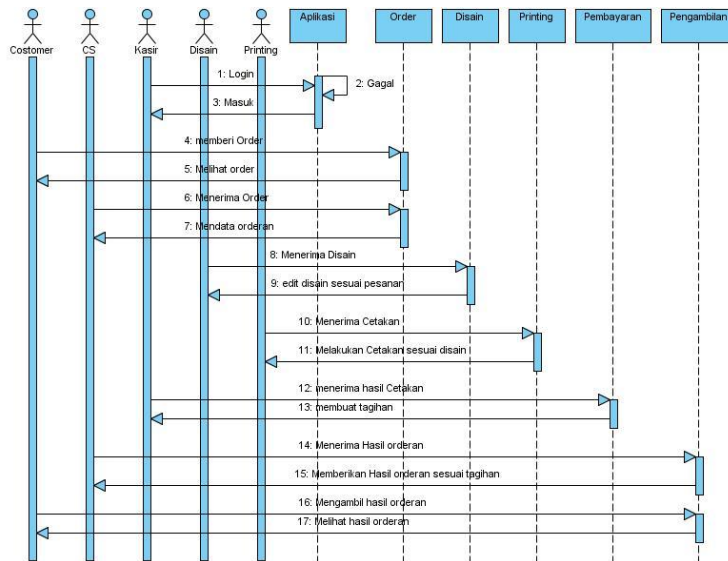 Aplikasi
Order
Disain
Printing
Pembayaran
Pengambilan
Costomer
CS
Kasir
Disain
Printing
1: Login
2: Gagal
3: Masuk
4: memberi Order
5: Melihat order
6: Menerima Order
7: Mendata orderan
8: Menerima Disain
9: edit disain sesuai pesanan
10: Menerima Cetakan
11: Melakukan Cetakan sesuai disain
12: menerima hasil Cetakan
13: membuat tagihan
14: Menerima Hasil orderan
15: Memberikan Hasil orderan sesuai tagihan
16: Mengambil hasil orderan
17: Melihat hasil orderan